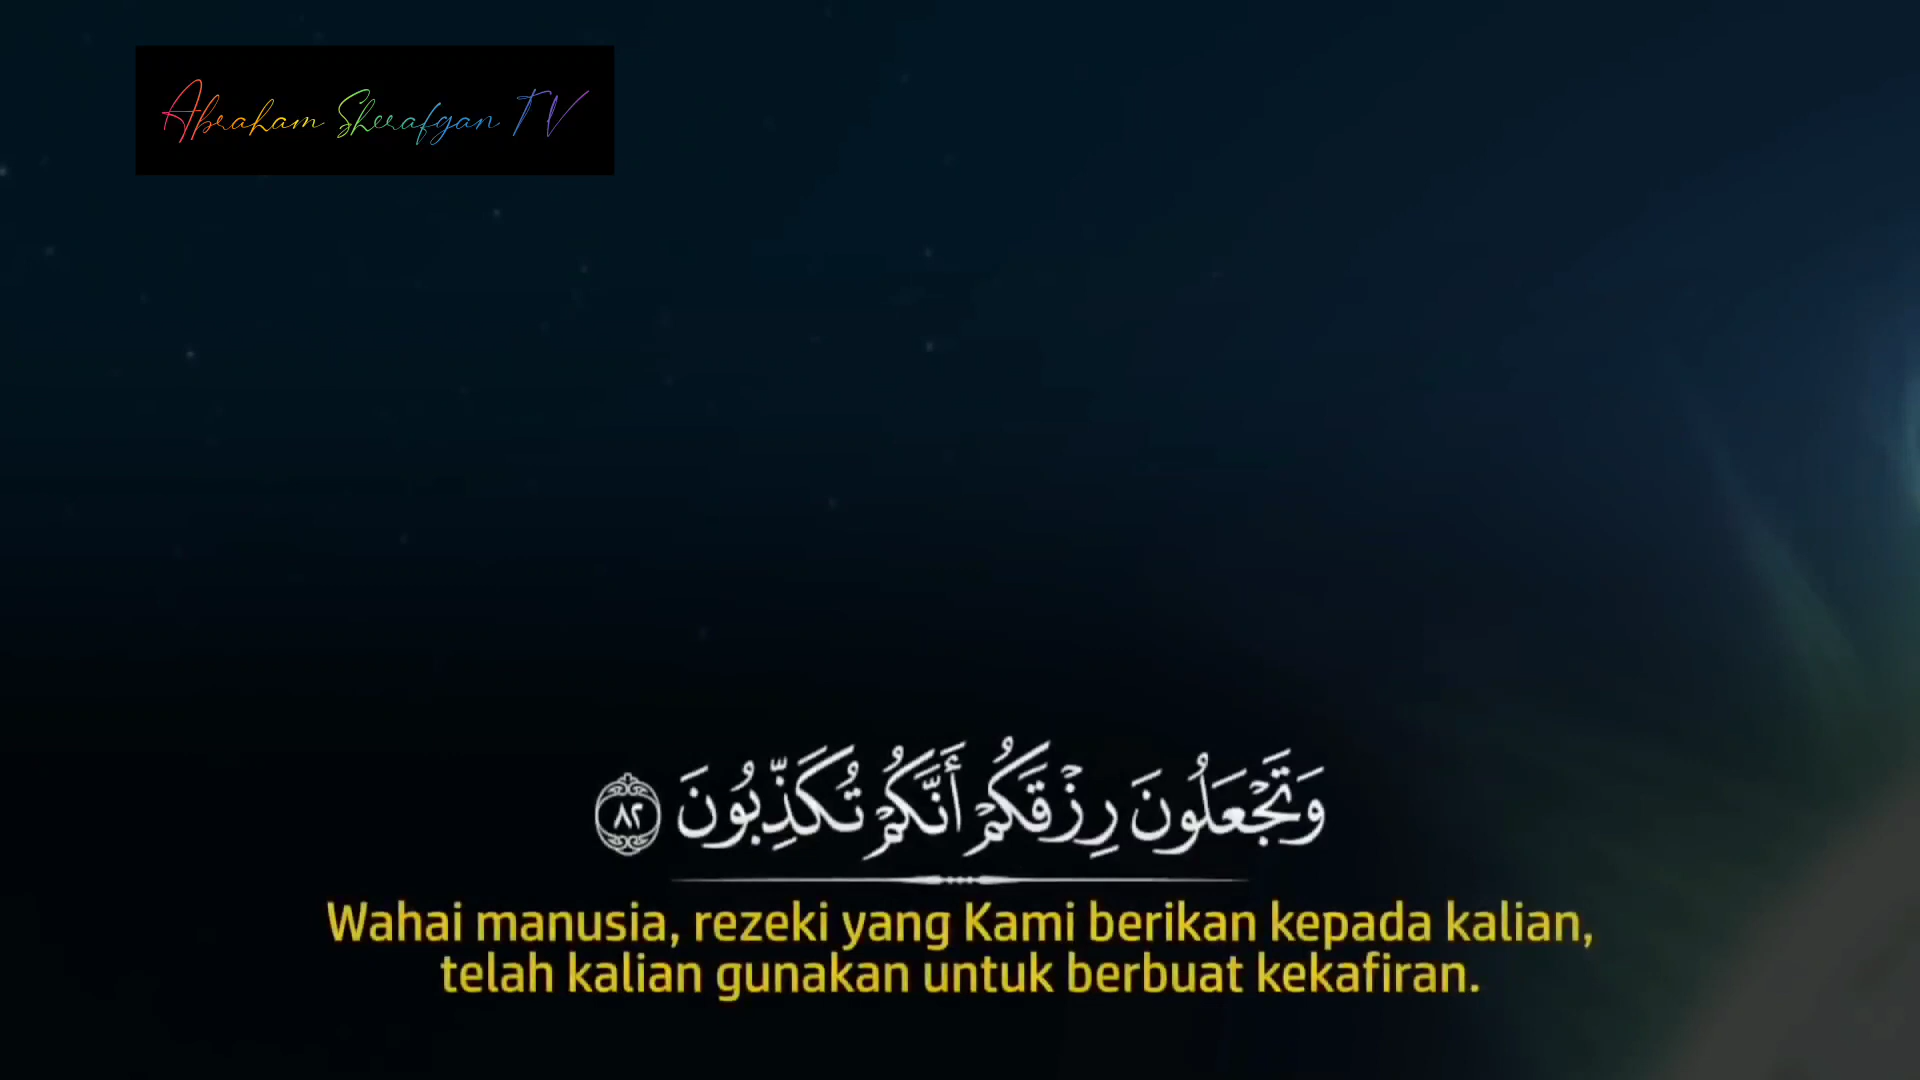 Abraham Sherafgan TV
وَتَجْعَلُونَ رِزْقَكُمْ أَنَّكُمْ تُكَذِّبُونَ ٨٢
Wahai manusia, rezeki yang Kami berikan kepada kalian,
telah kalian gunakan untuk berbuat kekafiran.